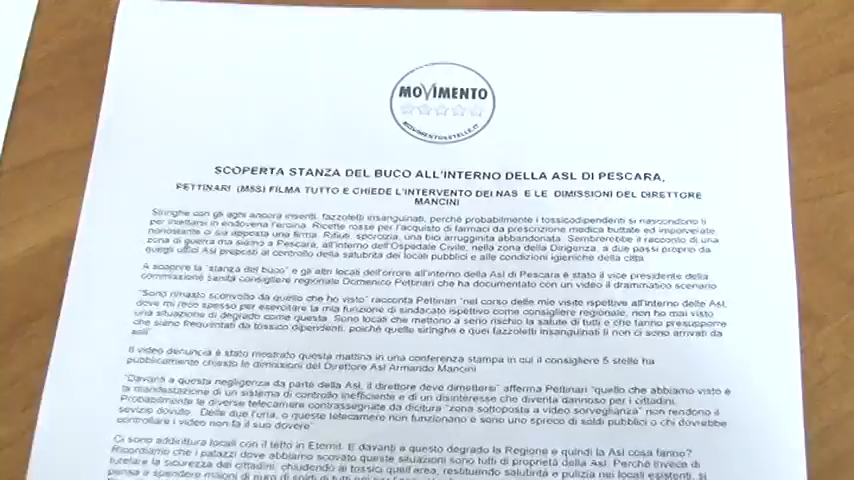 MOVIMENTO
MOVIMENTO5STELLE.IT
SCOPERTA STANZA DEL BUCO ALL'INTERNO DELLA ASL DI PESCARA,
PETTINARI (M5S) FILMA TUTTO E CHIEDE L'INTERVENTO DEI NAS E LE DIMISSIONI DEL DIRETTORE
MANCINI
Siringhe con gli aghi ancora inseriti, fazzoletti insanguinati, perché probabilmente i tossicodipendenti si nascondono lì
per iniettarsi in endovena l'eroina. Ricette rosse per l'acquisto di farmaci da prescrizione medica buttate ed impolverate
nonostante ci sia apposta una firma. Rifiuti, sporcizia, una bici arrugginita abbandonata. Sembrerebbe il racconto di una
zona di guerra ma siamo a Pescara, all'interno dell'Ospedale Civile, nella zona della Dirigenza, a due passi proprio da
quegli uffici Asl preposti al controllo della salubrità dei locali pubblici e alle condizioni igieniche della città
A scoprire la "stanza del buco" e gli altri locali dell'orrore all'interno della Asl di Pescara è stato il vice presidente della
commissione sanità consigliere regionale Domenico Pettinari che ha documentato con un video il drammatico scenario
"Sono rimasto sconvolto da quello che ho visto" racconta Pettinari "nel corso delle mie visite ispettive all'interno delle Asl,
dove mi reco spesso per esercitare la mia funzione di sindacato ispettivo come consigliere regionale, non ho mai visto
una situazione di degrado come questa. Sono locali che mettono a serio rischio la salute di tutti e che fanno presupporre
che siano frequentati da tossico dipendenti, poiché quelle siringhe e quei fazzoletti insanguinati lì non ci sono arrivati da
soli"
Il video denuncia è stato mostrato questa mattina in una conferenza stampa in cui il consigliere 5 stelle ha
pubblicamente chiesto le dimissioni del Direttore Asl Armando Mancini
"Davanti a questa negligenza da parte della Asl, il direttore deve dimettersi" afferma Pettinari "quello che abbiamo visto è
la manifestazione di un sistema di controllo inefficiente e di un disinteresse che diventa dannoso per i cittadini.
Probabilmente le diverse telecamere contrassegnate da dicitura "zona sottoposta a video sorveglianza" non rendono il
sevizio dovuto. Delle due l'una, o queste telecamere non funzionano e sono uno spreco di soldi pubblici o chi dovrebbe
controllare i video non fa il suo dovere"
Ci sono addirittura locali con il tetto in Eternit. E davanti a questo degrado la Regione e quindi la Asl cosa fanno?
Ricordiamo che i palazzi dove abbiamo scovato queste situazioni sono tutti di proprietà della Asl. Perché invece di
tutelare la sicurezza dei cittadini, chiudendo ai tossici quell'area, restituendo salubrità e pulizia nei locali esistenti, si
pensa a spendere milioni di euro di soldi di tutti